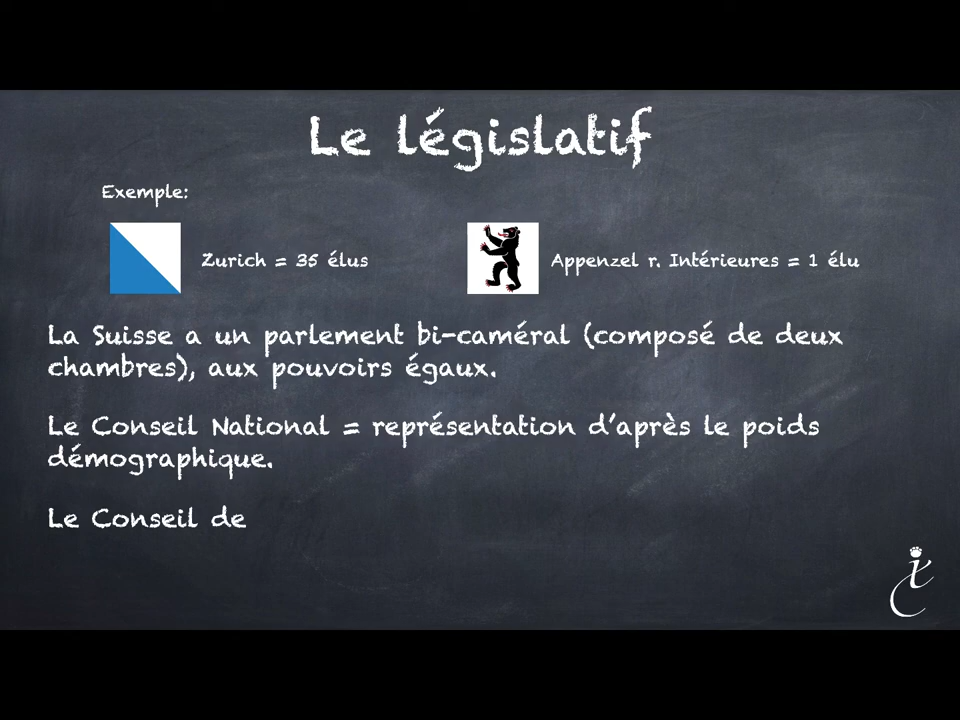 Le législatif
Exemple:
Zurich = 35 élus
Appenzel r. Intérieures = 1 élu
La Suisse a un parlement bi-caméral (composé de deux
chambres), aux pouvoirs égaux.
Le Conseil National = représentation d’après le poids
démographique.
Le Conseil de